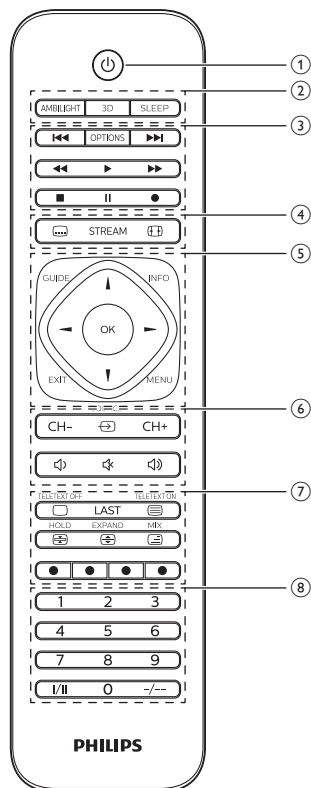 1
AMBILIGHT 3D SLEEP
2
OPTIONS
3
STREAM
4
GUIDE INFO
5
OK
EXIT MENU
CH- CH+
6
TELETEXT OFF LAST TELETEXT ON
7
HOLD EXPAND MIX
8
1 2 3
4 5 6
7 8 9
I/II 0 -/--
PHILIPS